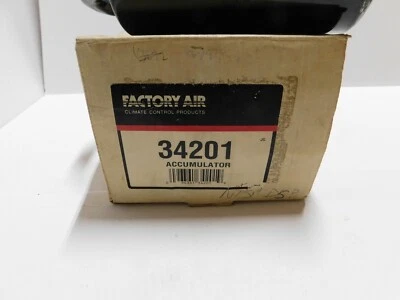 FACTORY AIR
CLIMATE CONTROL PRODUCTS
34201
ACCUMULATOR